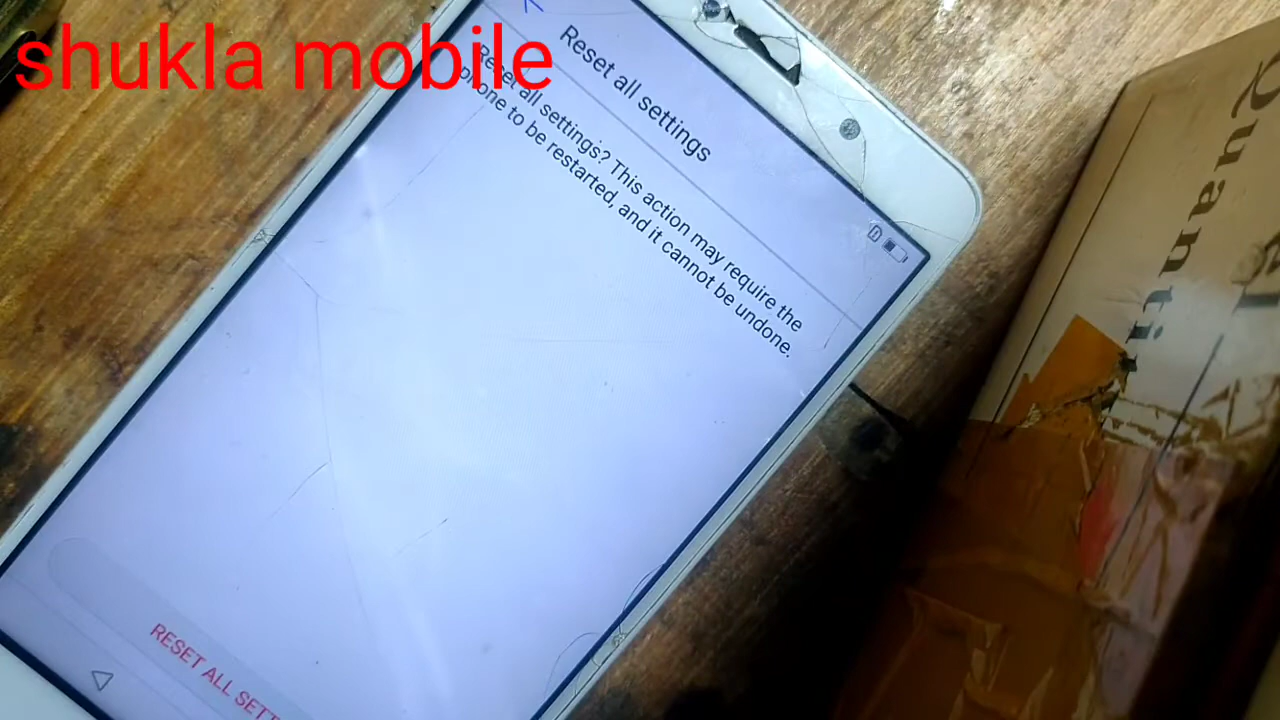 shukla mobile
Reset all settings
Reset all settings? This action may require the
phone to be restarted, and it cannot be undone.
RESET ALL SETT
Quanti